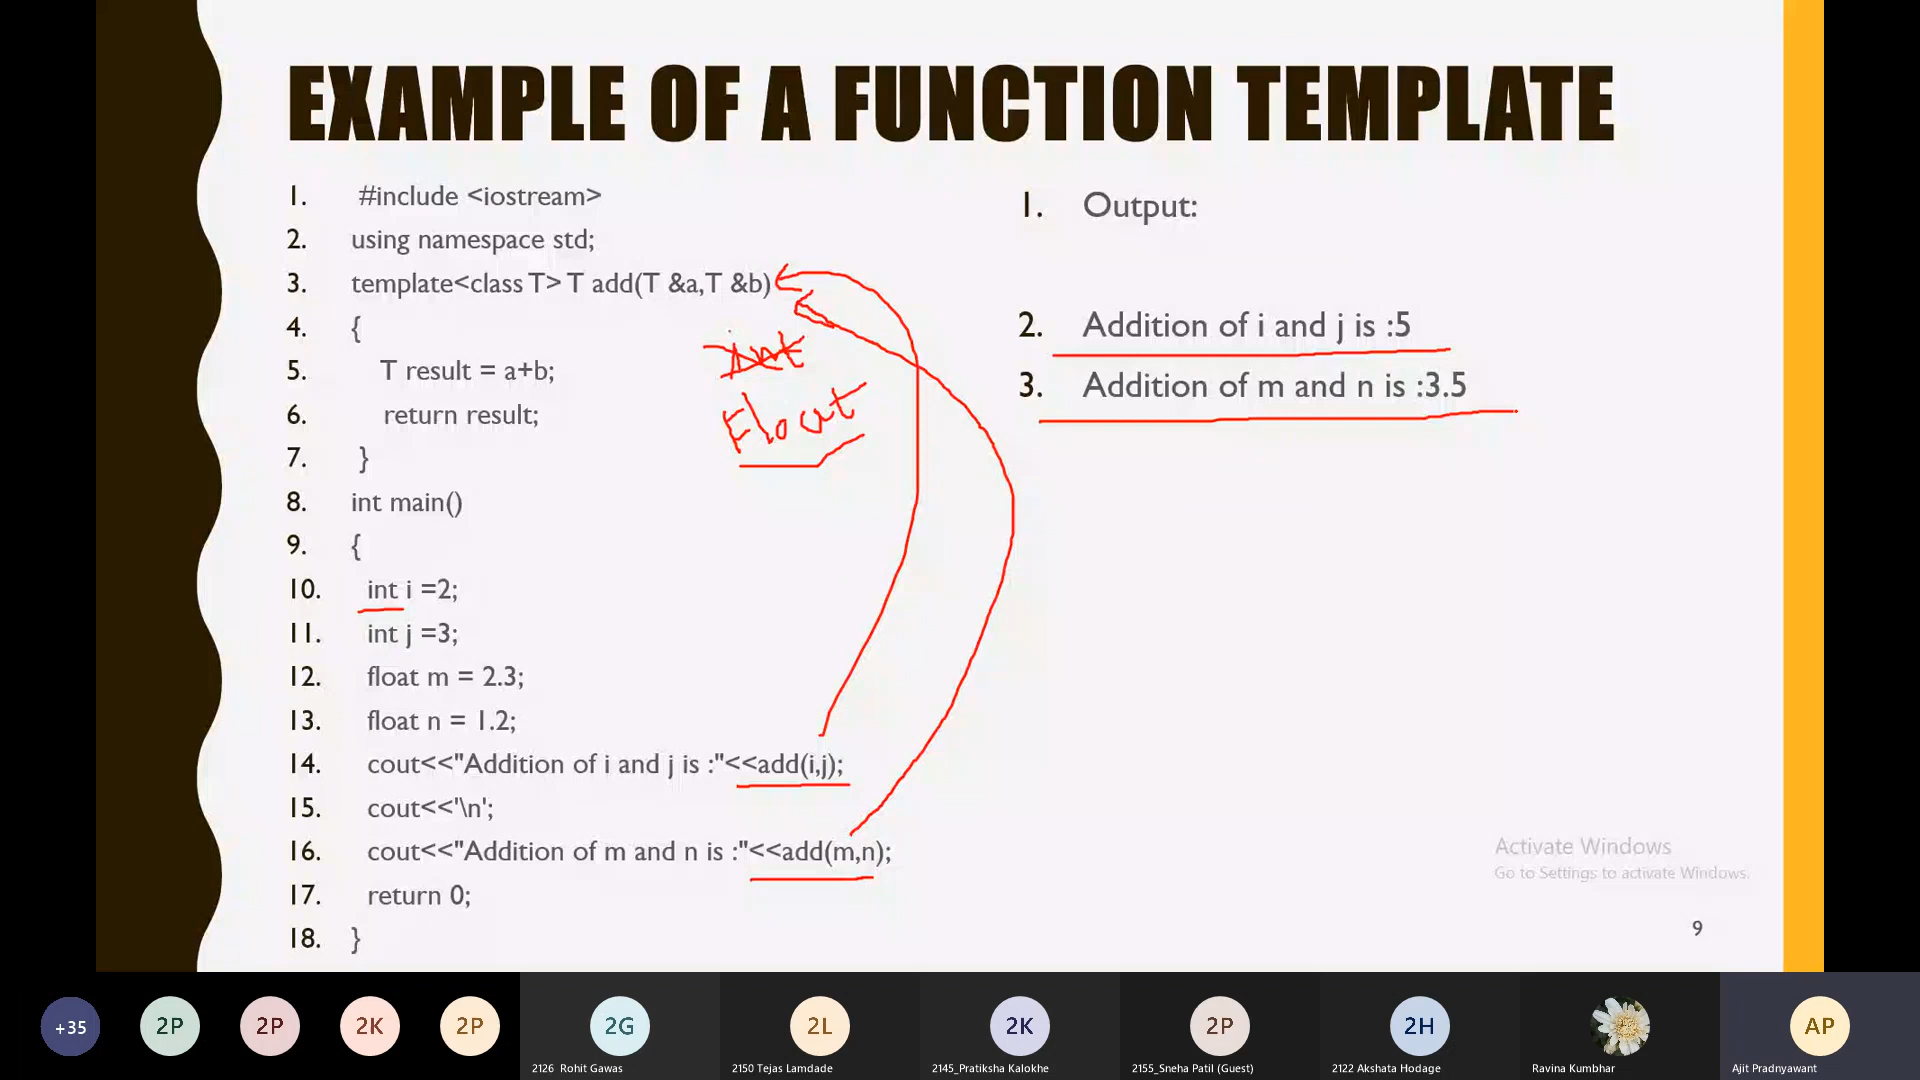 EXAMPLE OF A FUNCTION TEMPLATE
1. #include <iostream>
2. using namespace std;
3. template<class T> T add(T &a,T &b)
4. {
5. T result = a+b;
6. return result;
7. }
8. int main()
9. {
10. int i =2;
11. int j =3;
12. float m = 2.3;
13. float n = 1.2;
14. cout<<"Addition of i and j is :"<<add(i,j);
15. cout<<'\n';
16. cout<<"Addition of m and n is :"<<add(m,n);
17. return 0;
18. }
Int
Float
1. Output:
2. Addition of i and j is :5
3. Addition of m and n is :3.5
Activate Windows
Go to Settings to activate Windows.
9
+35
2P
2P
2K
2P
2G
2126 Rohit Gawas
2L
2150 Tejas Lamdade
2K
2145_Pratiksha Kalokhe
2P
2155_Sneha Patil (Guest)
2H
2122 Akshata Hodage
Ravina Kumbhar
AP
Ajit Pradnyawant